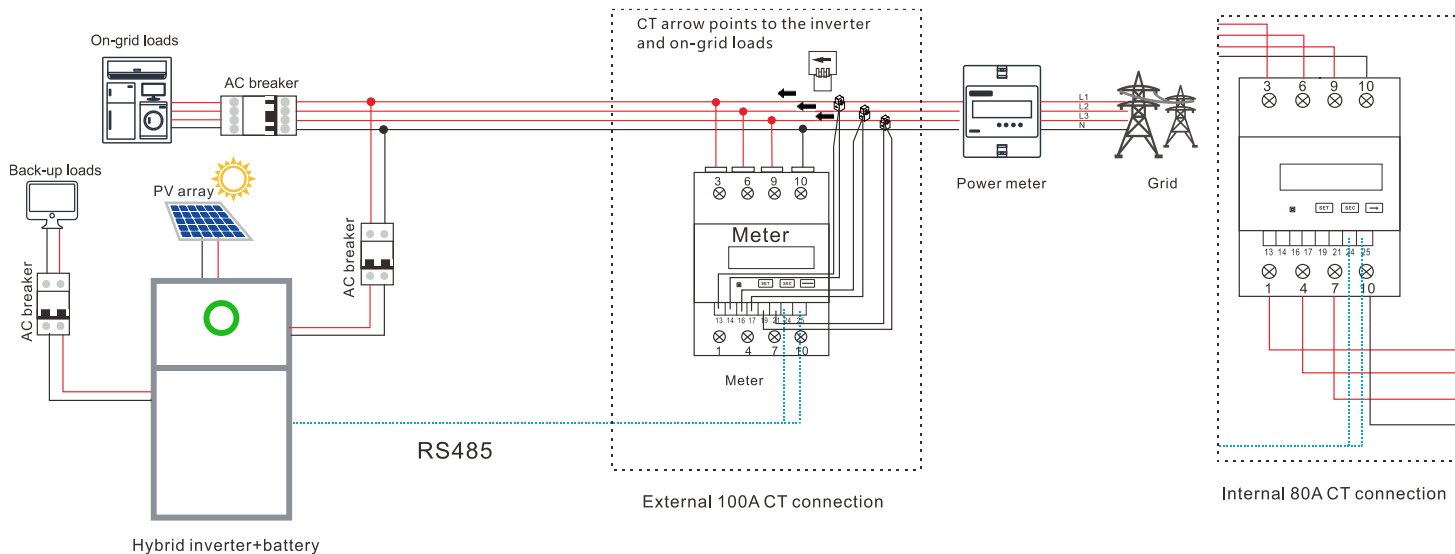 CT arrow points to the inverter
and on-grid loads
On-grid loads
AC breaker
L1
L2
L3
N
Power meter
Grid
Back-up loads
PV array
AC breaker
AC breaker
3 6 9 10
Meter
SET SEC
13 14 16 17 19 21 24 25
1 4 7 10
Meter
RS485
External 100A CT connection
Hybrid inverter+battery
3 6 9 10
SET SEC →
13 14 16 17 19 21 24 25
1 4 7 10
Internal 80A CT connection